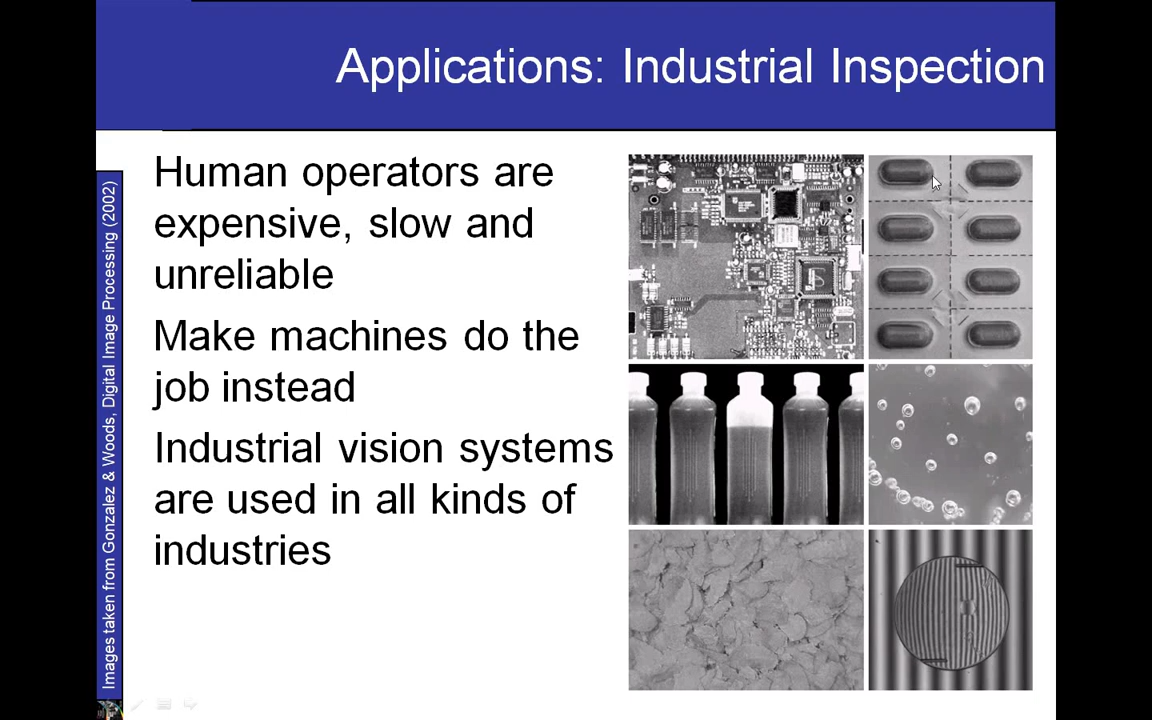 Applications: Industrial Inspection
Human operators are
expensive, slow and
unreliable
Make machines do the
job instead
Industrial vision systems
are used in all kinds of
industries
Images taken from Gonzalez & Woods, Digital Image Processing (2002)